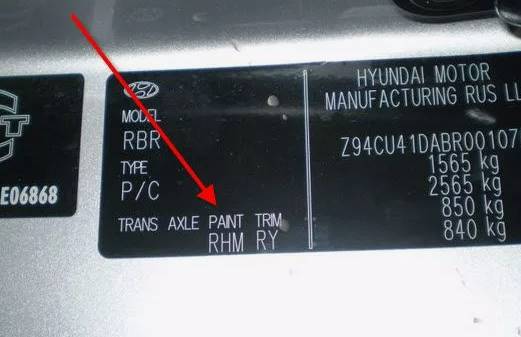 T
E06868
MODEL
RBR
TYPE
P/C
TRANS AXLE PAINT TRIM
RHM RY
HYUNDAI MOTOR
MANUFACTURING RUS LL
Z94CU41DABR00107
1565 kg
2565 kg
850 kg
840 kg